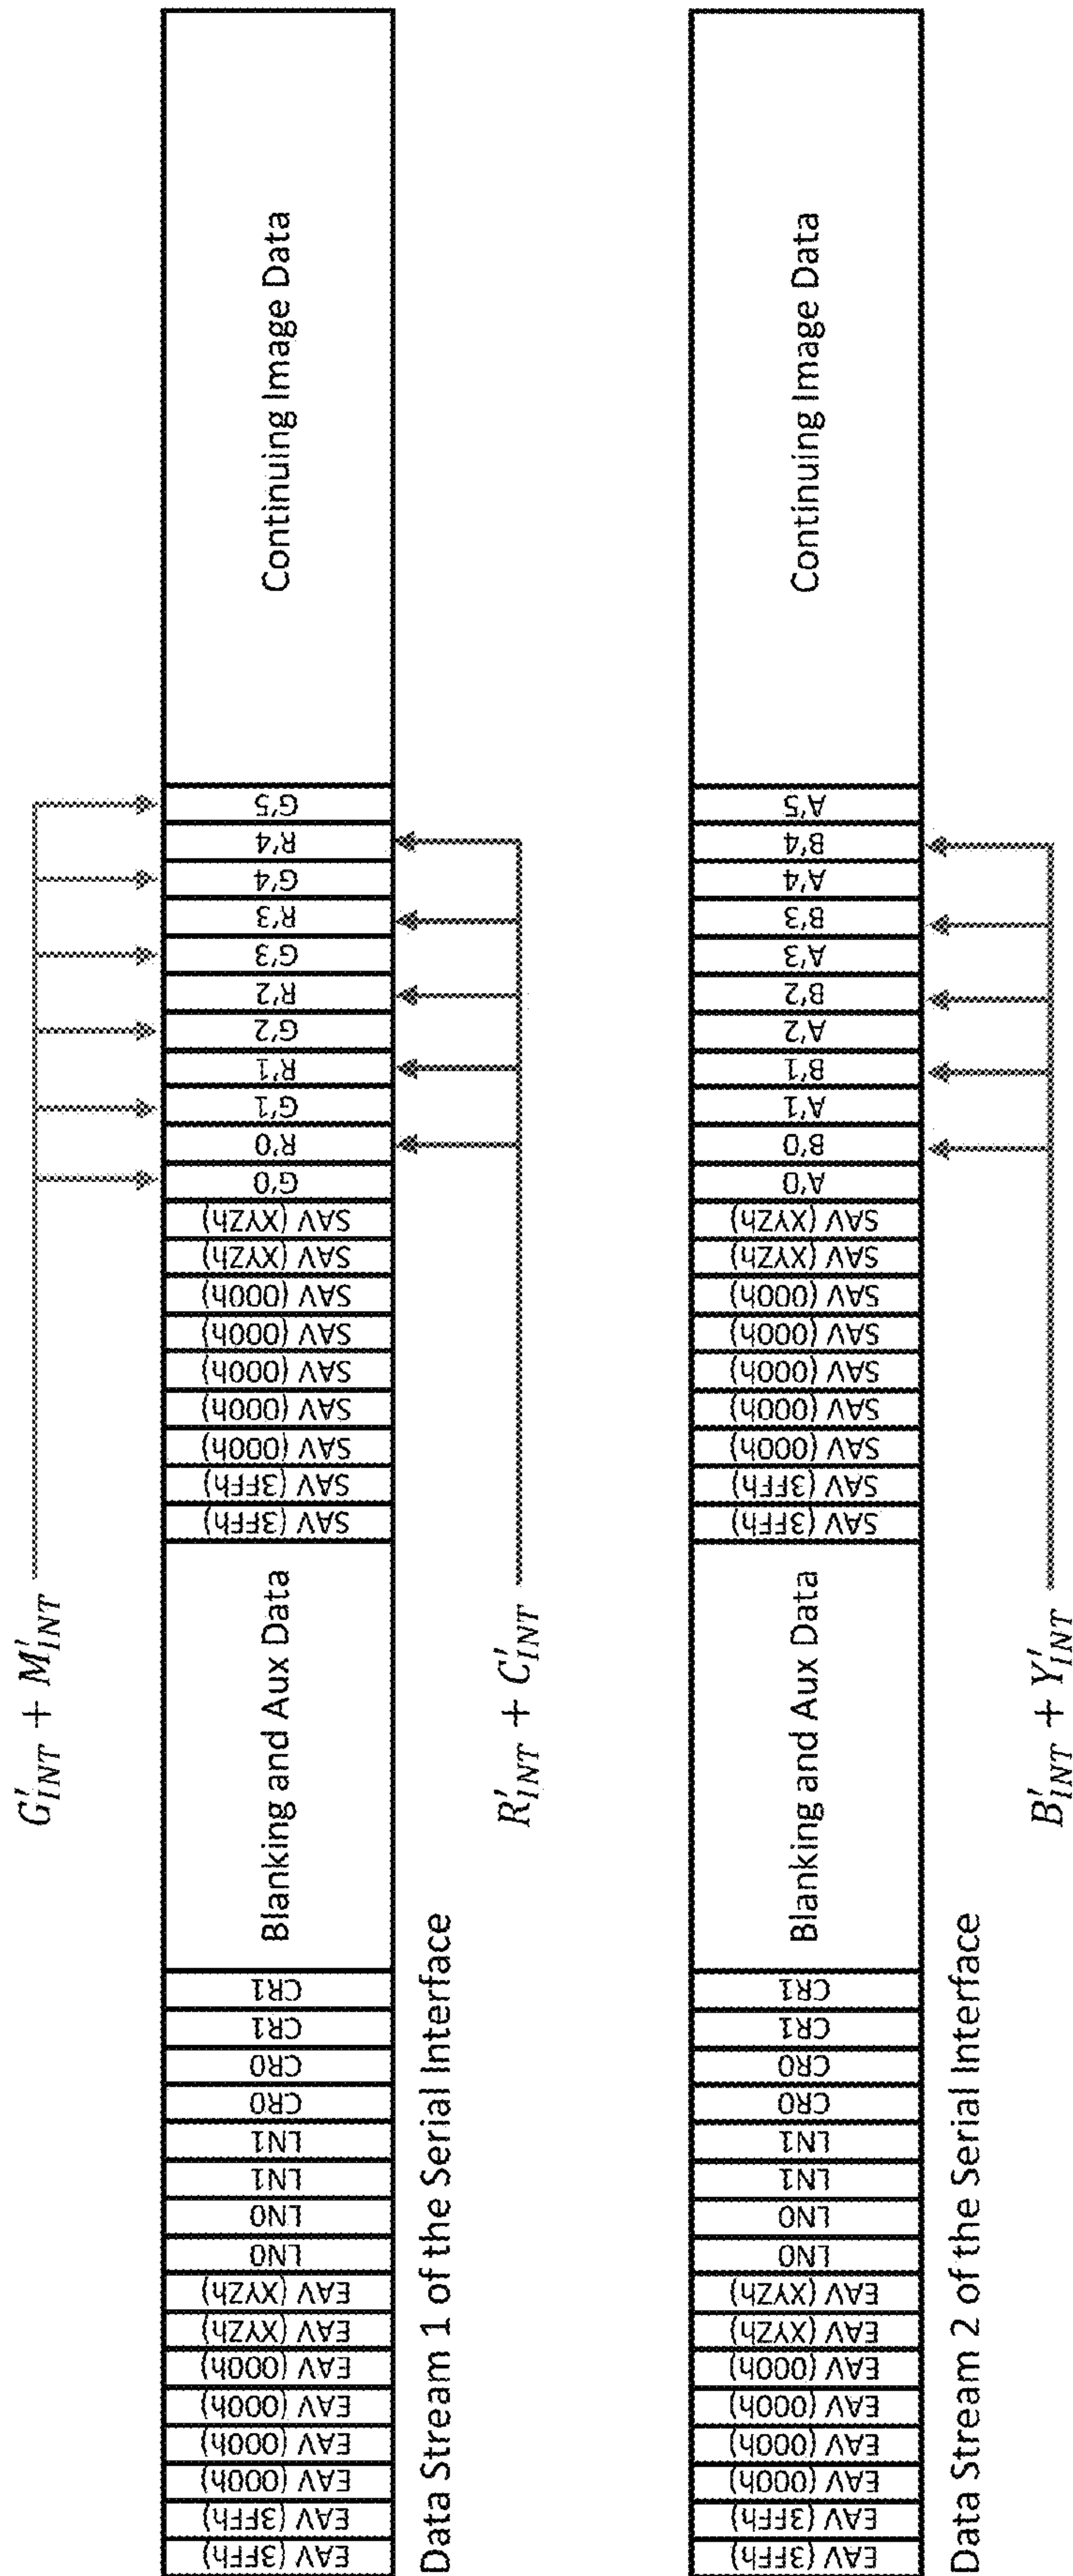 G'INT + M'INT
EAV (3FFh)
EAV (3FFh)
EAV (000h)
EAV (000h)
EAV (000h)
EAV (000h)
EAV (XYZh)
EAV (XYZh)
LN0
LN0
LN1
LN1
CR0
CR0
CR1
CR1
Blanking and Aux Data
SAV (3FFh)
SAV (3FFh)
SAV (000h)
SAV (000h)
SAV (000h)
SAV (000h)
SAV (000h)
SAV (XYZh)
SAV (XYZh)
G'0
R'0
G'1
R'1
G'2
R'2
G'3
R'3
G'4
R'4
G'5
Continuing Image Data
Data Stream 1 of the Serial Interface
R'INT + C'INT
EAV (3FFh)
EAV (3FFh)
EAV (000h)
EAV (000h)
EAV (000h)
EAV (000h)
EAV (XYZh)
EAV (XYZh)
LN0
LN0
LN1
LN1
CR0
CR0
CR1
CR1
Blanking and Aux Data
SAV (3FFh)
SAV (3FFh)
SAV (000h)
SAV (000h)
SAV (000h)
SAV (000h)
SAV (000h)
SAV (XYZh)
SAV (XYZh)
A'0
B'0
A'1
B'1
A'2
B'2
A'3
B'3
A'4
B'4
A'5
Continuing Image Data
Data Stream 2 of the Serial Interface
B'INT + Y'INT